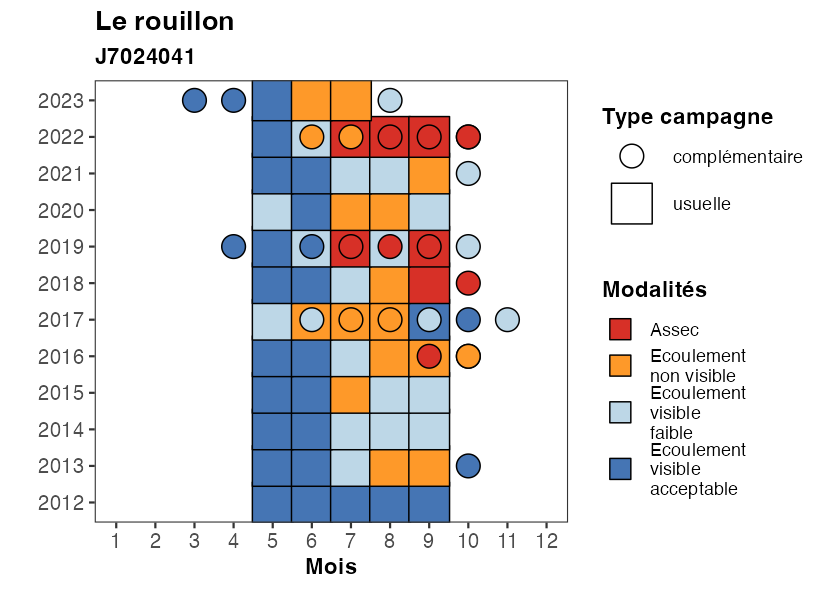 Le rouillon
J7024041
2023
2022
2021
2020
2019
2018
2017
2016
2015
2014
2013
2012
1 2 3 4 5 6 7 8 9 10 11 12
Mois
Type campagne
complémentaire
usuelle
Modalités
Assec
Ecoulement
non visible
Ecoulement
visible
faible
Ecoulement
visible
acceptable